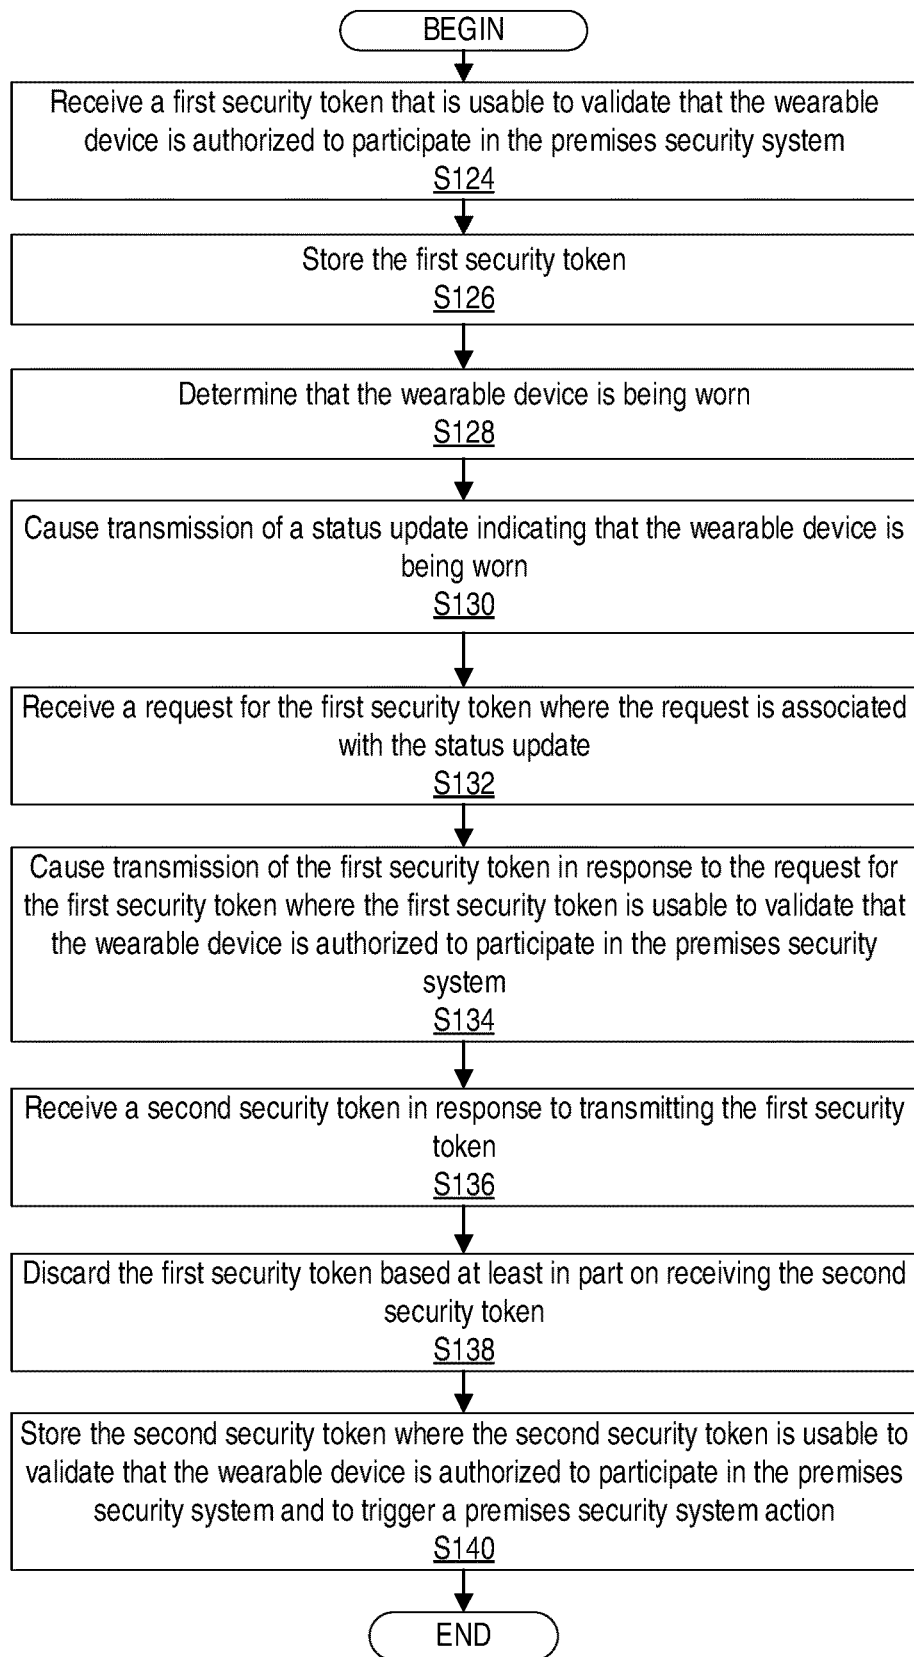 BEGIN
Receive a first security token that is usable to validate that the wearable
device is authorized to participate in the premises security system
S124
Store the first security token
S126
Determine that the wearable device is being worn
S128
Cause transmission of a status update indicating that the wearable device is
being worn
S130
Receive a request for the first security token where the request is associated
with the status update
S132
Cause transmission of the first security token in response to the request for
the first security token where the first security token is usable to validate that
the wearable device is authorized to participate in the premises security
system
S134
Receive a second security token in response to transmitting the first security
token
S136
Discard the first security token based at least in part on receiving the second
security token
S138
Store the second security token where the second security token is usable to
validate that the wearable device is authorized to participate in the premises
security system and to trigger a premises security system action
S140
END